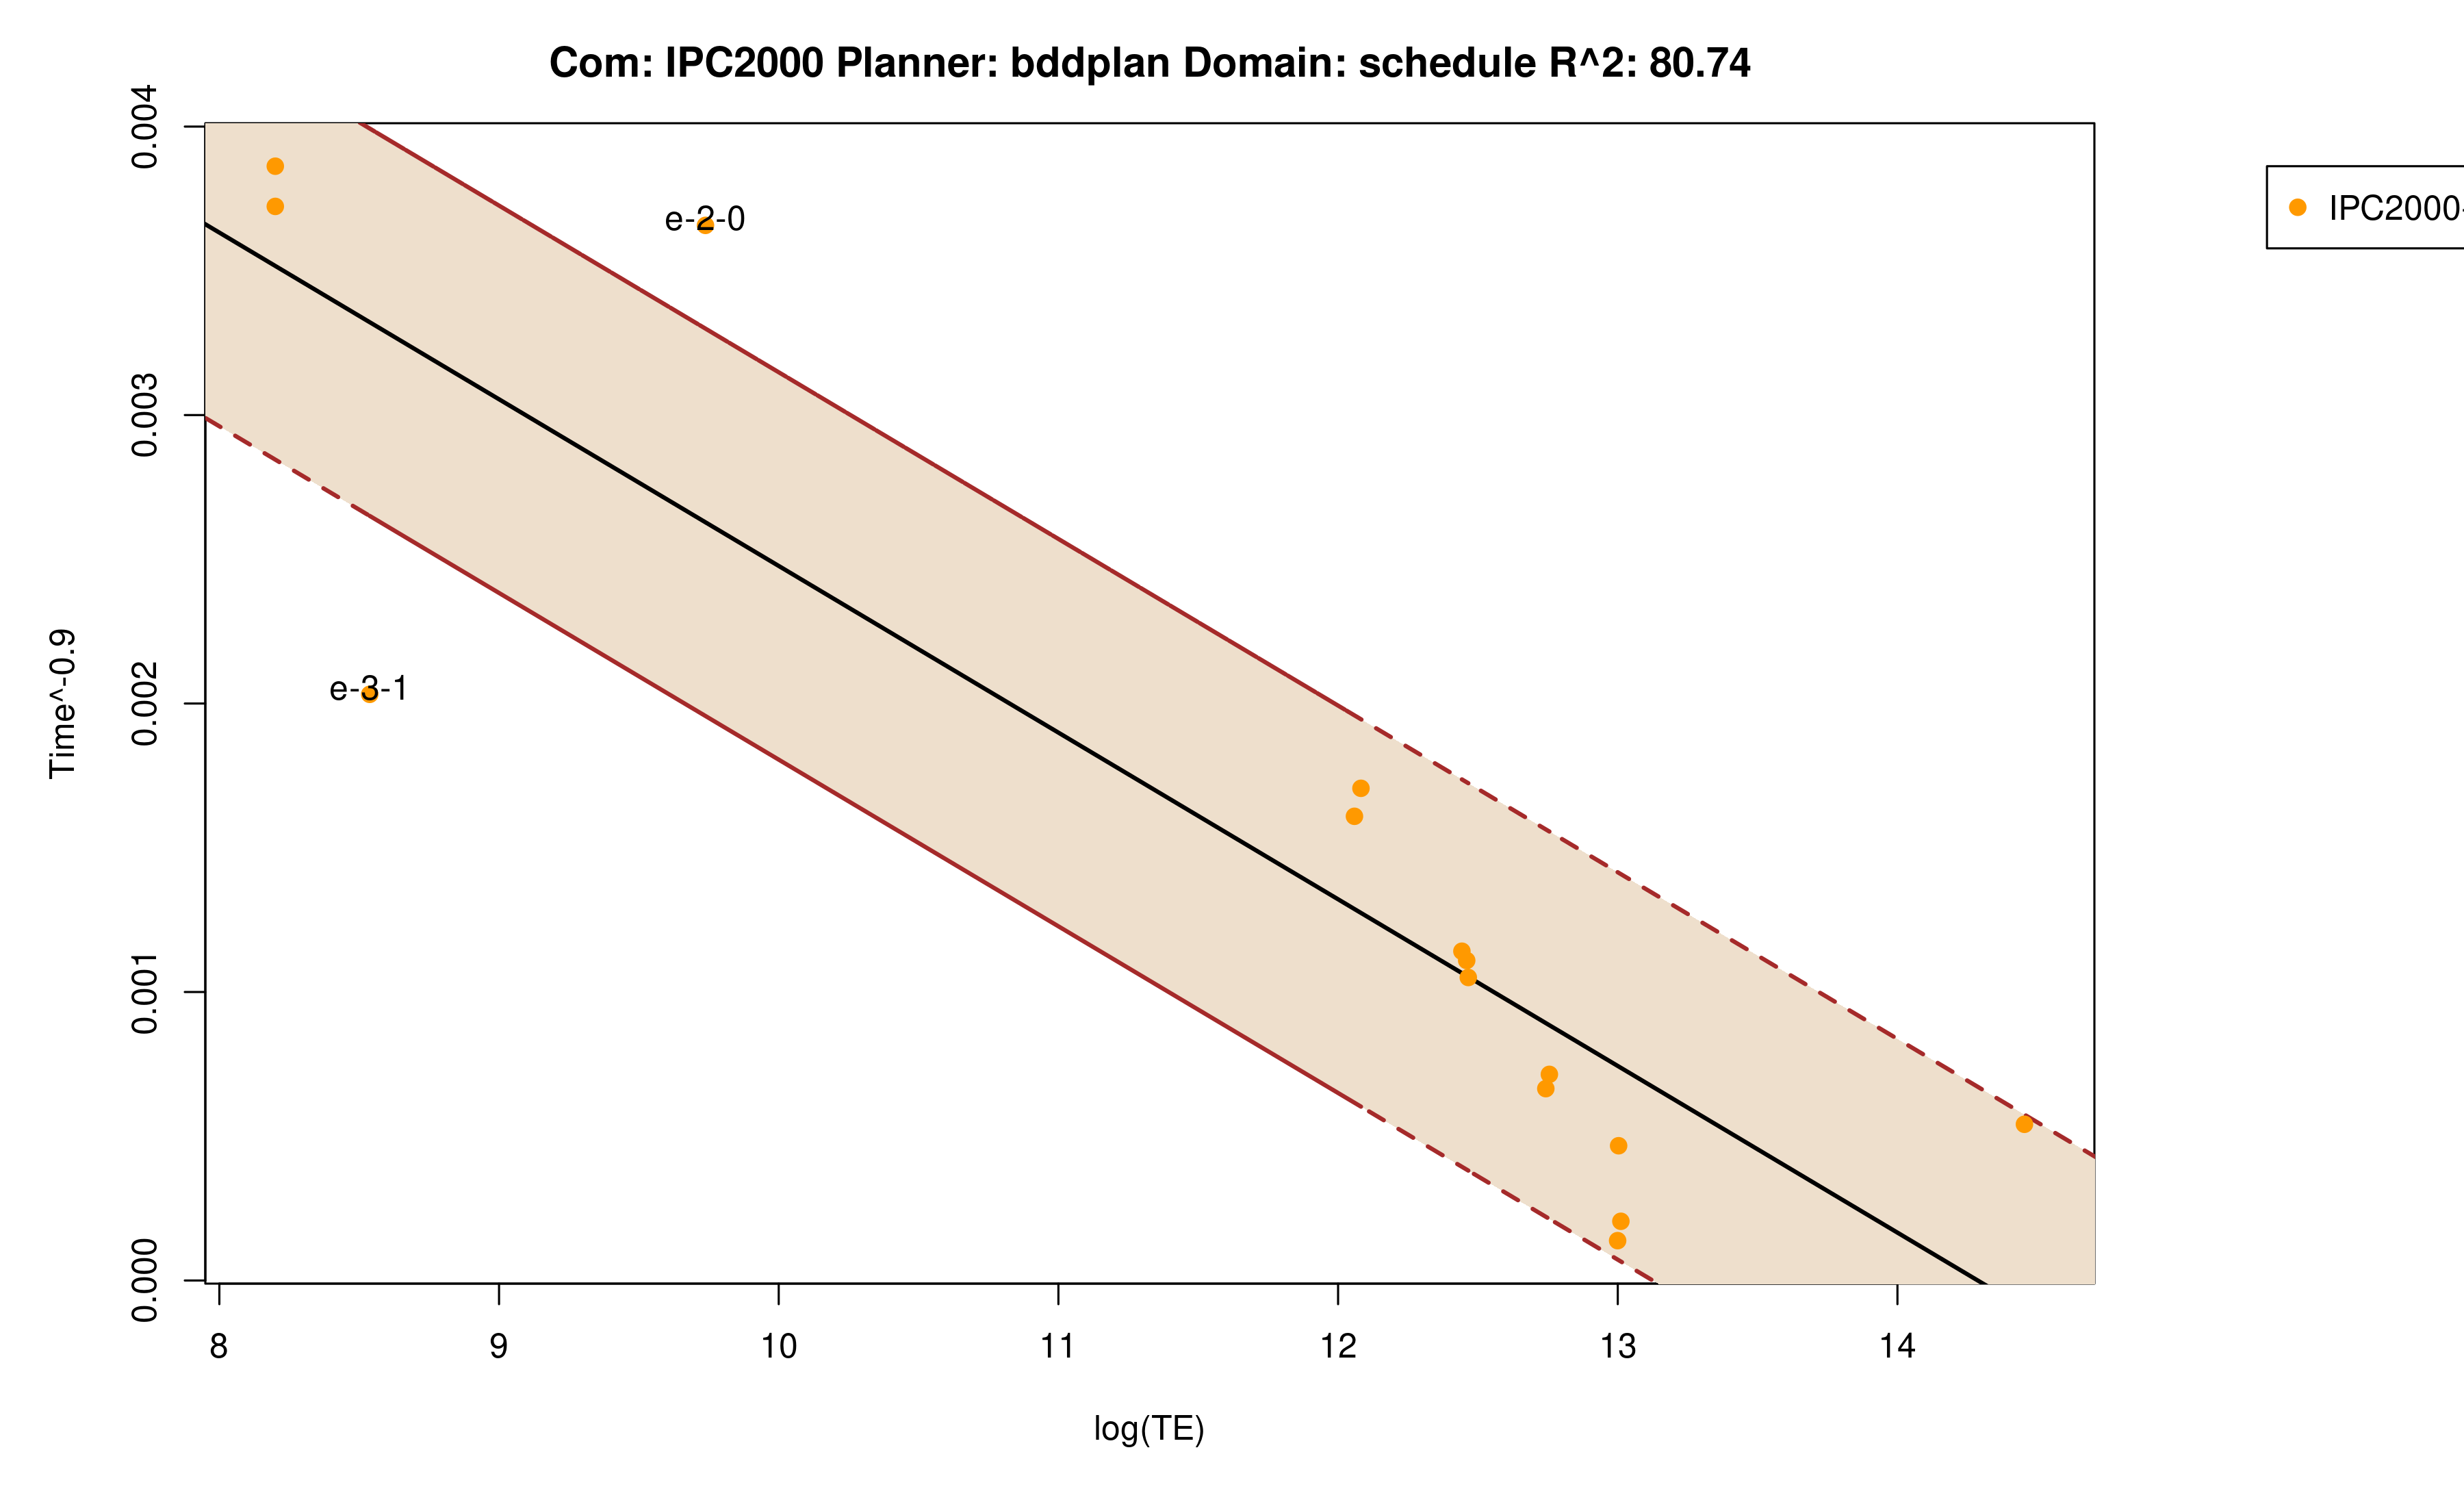 Com: IPC2000 Planner: bddplan Domain: schedule R^2: 80.74
0.004
0.003
0.002
0.001
0.000
Time^-0.9
e-2-0
e-3-1
IPC2000-
8 9 10 11 12 13 14
log(TE)